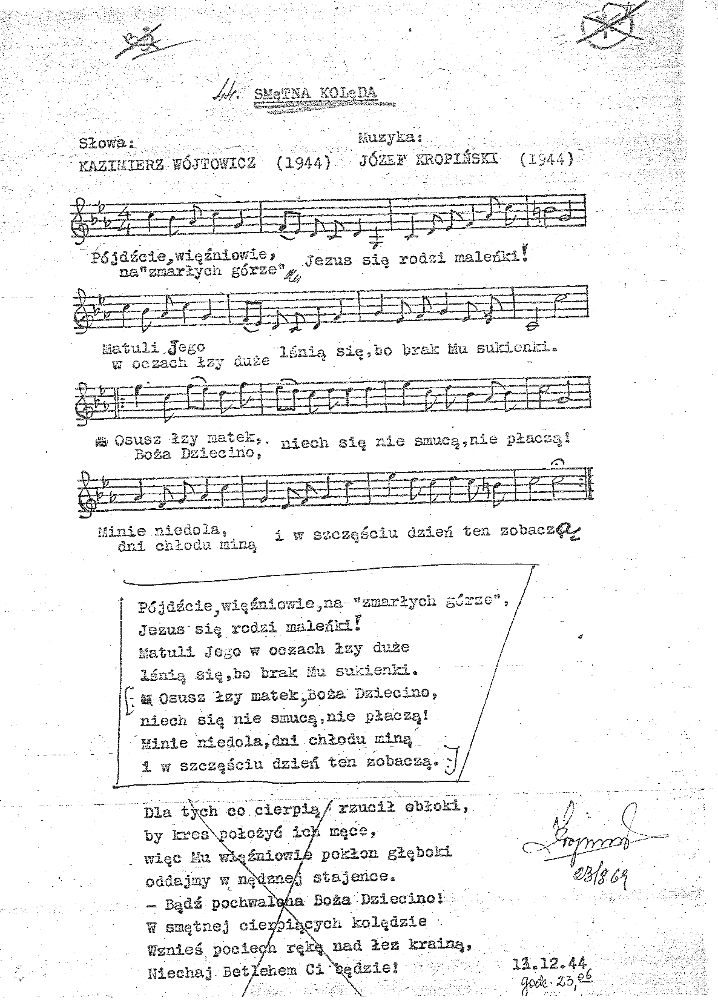 44. SMęTNA KOLęDA
Słowa:
Muzyka:
KAZIMIERZ WÓJTOWICZ (1944)
JÓZEF KROPIŃSKI (1944)
4
4
Pójdźcie,więźniowie,
na"zmarłych górze"
Jezus się rodzi maleńki!
Matuli Jego
w oczach łzy duże
lśnią się,bo brak Mu sukienki.
Osusz łzy matek,
Boża Dziecino,
niech się nie smucą,nie płaczą!
Minie niedola,
dni chłodu miną
i w szczęściu dzień ten zobaczą.
Pójdźcie,więźniowie,na "zmarłych górze",
Jezus się rodzi maleńki!
Matuli Jego w oczach łzy duże
lśnią się,bo brak Mu sukienki.
[: Osusz łzy matek,Boża Dziecino,
niech się nie smucą,nie płaczą!
Minie niedola,dni chłodu miną
i w szczęściu dzień ten zobaczą. :]
Dla tych co cierpią rzucił obłoki,
by kres położyć ich męce,
więc Mu więźniowie pokłon głęboki
oddajmy w nędznej stajence.
- Bądź pochwalona Boża Dziecino!
W smętnej cierpiących kolędzie
Wznieś pociech rękę nad łez krainą,
Niechaj Betlehem Ci będzie!
Kropiński
23/8.69
13.12.44
godz. 23,06